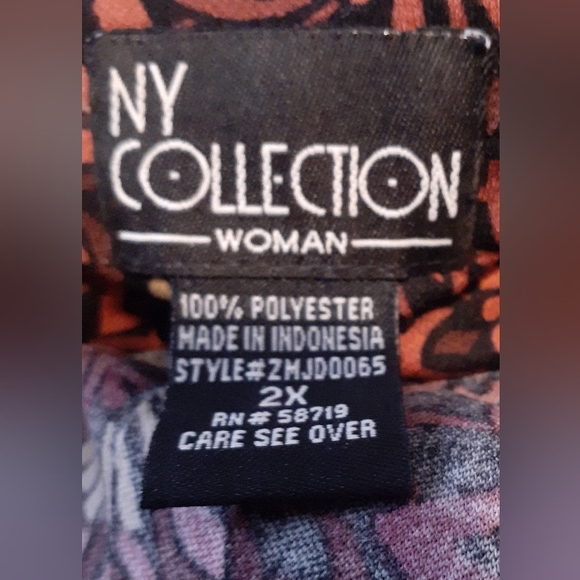 NY
COLLECTION
WOMAN
100% POLYESTER
MADE IN INDONESIA
STYLE#ZMJD0065
2X
RN# 58719
CARE SEE OVER